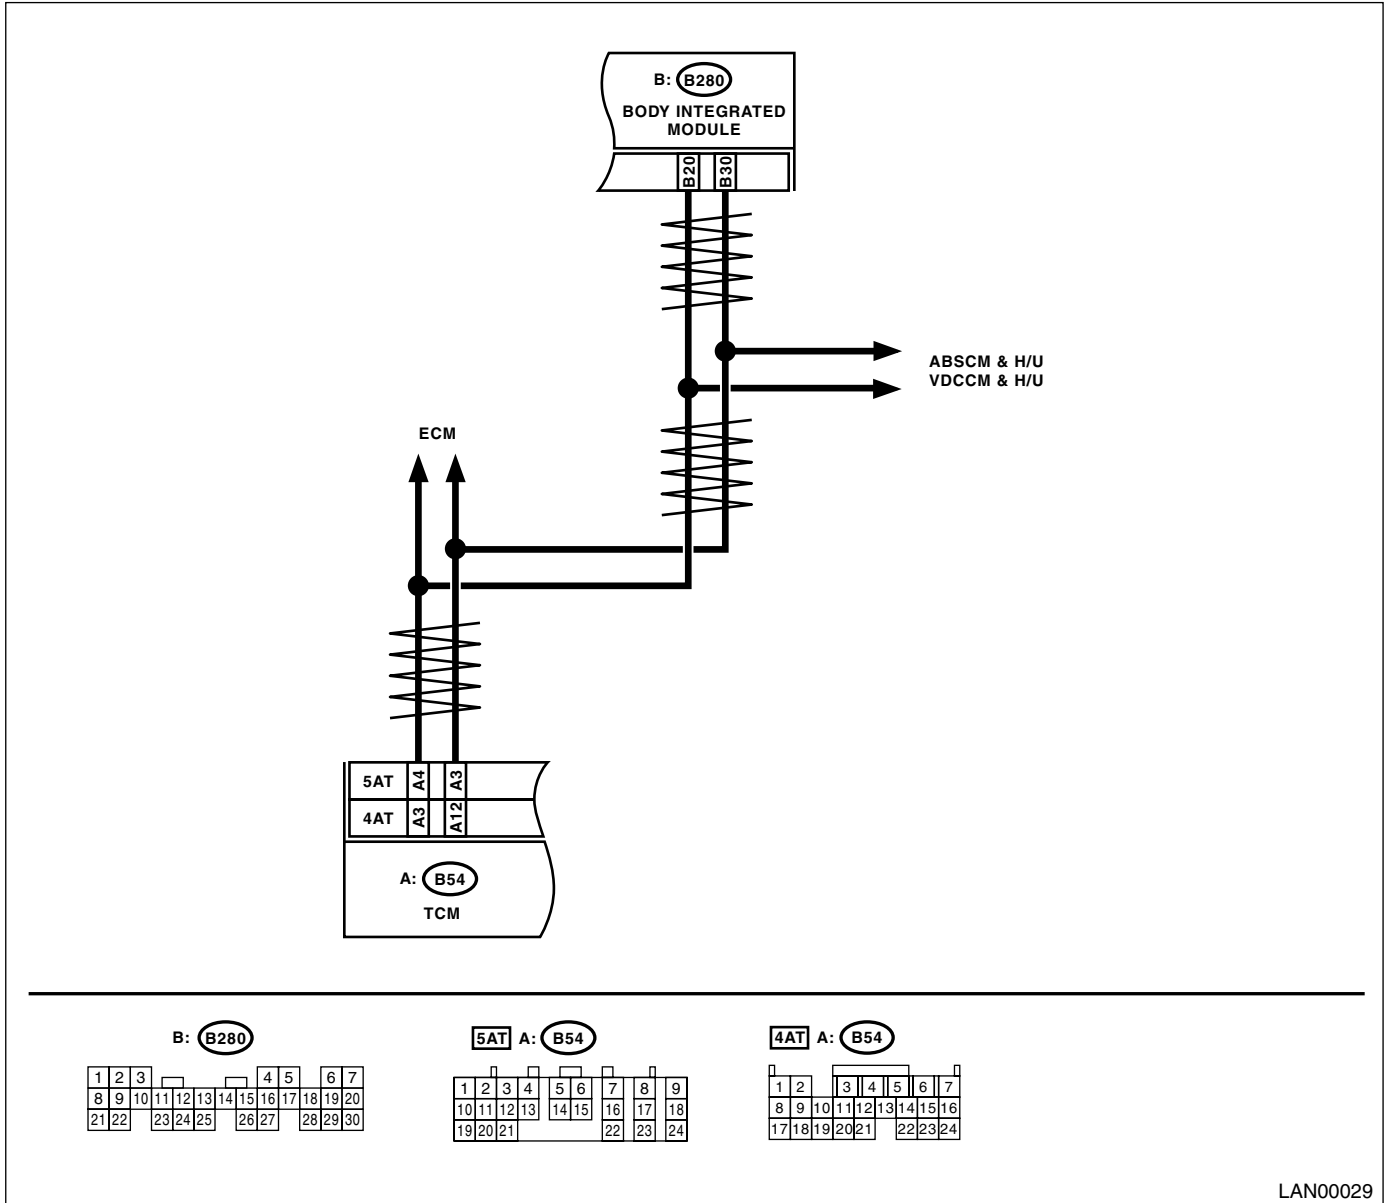 B: B280
BODY INTEGRATED
MODULE
B20 B30
ABSCM & H/U
VDCCM & H/U
ECM
5AT A4 A3
4AT A3 A12
A: B54
TCM
B: B280
1 2 3 4 5 6 7
8 9 10 11 12 13 14 15 16 17 18 19 20
21 22 23 24 25 26 27 28 29 30
5AT A: B54
1 2 3 4 5 6 7 8 9
10 11 12 13 14 15 16 17 18
19 20 21 22 23 24
4AT A: B54
1 2 3 4 5 6 7
8 9 10 11 12 13 14 15 16
17 18 19 20 21 22 23 24
LAN00029